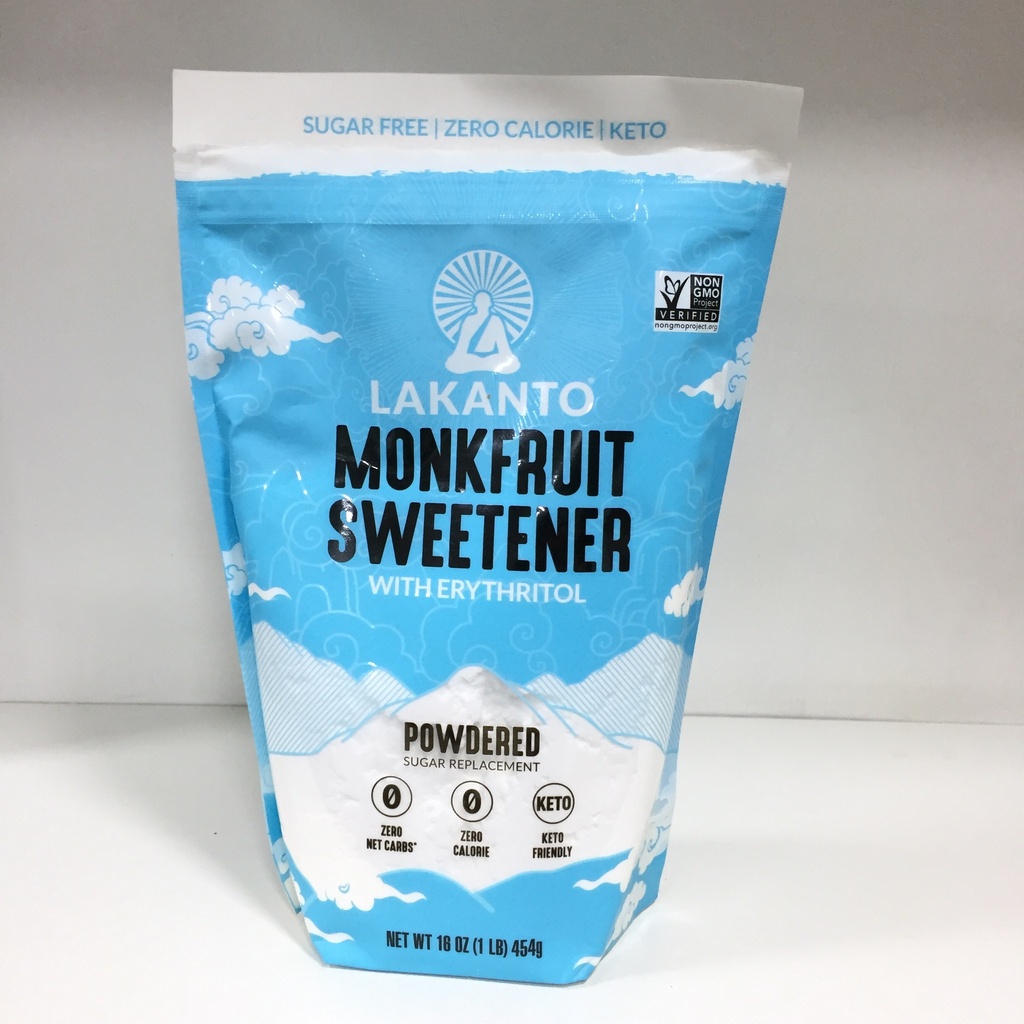 SUGAR FREE | ZERO CALORIE | KETO
NON
GMO
Project
VERIFIED
nongmoproject.org
LAKANTO®
MONKFRUIT
SWEETENER
WITH ERYTHRITOL
POWDERED
SUGAR REPLACEMENT
0 0 KETO
ZERO NET CARBS*
ZERO CALORIE
KETO FRIENDLY
NET WT 16 OZ (1 LB) 454g